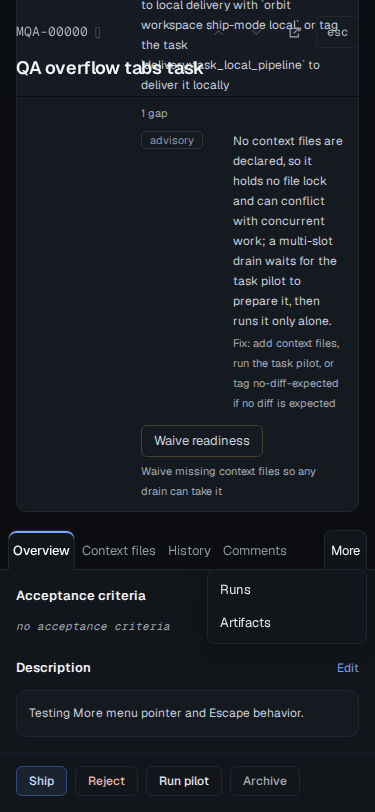 to local delivery with `orbit
workspace ship-mode local`, or tag
MQA-00000
esc
the task
QA overflow tabs task
`delivery:task_local_pipeline` to
deliver it locally
1 gap
advisory
No context files are
declared, so it
holds no file lock
and can conflict
with concurrent
work; a multi-slot
drain waits for the
task pilot to
prepare it, then
runs it only alone.
Fix: add context files,
run the task pilot, or
tag no-diff-expected
if no diff is expected
Waive readiness
Waive missing context files so any
drain can take it
Overview Context files History Comments More
Runs
Artifacts
Acceptance criteria
no acceptance criteria
Description
Edit
Testing More menu pointer and Escape behavior.
Ship Reject Run pilot Archive